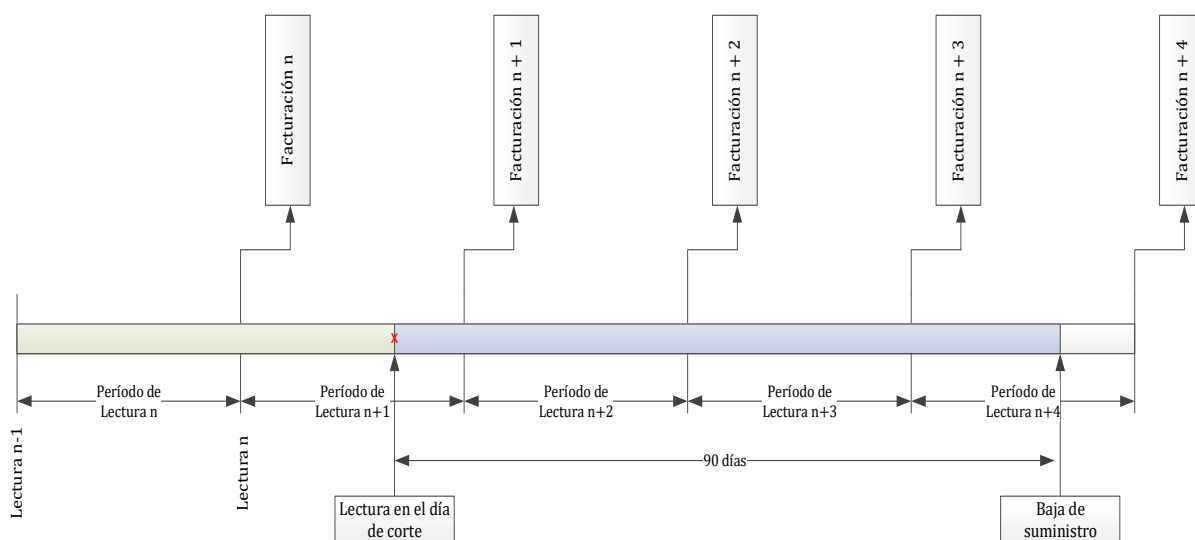 Facturación n
Facturación n + 1
Facturación n + 2
Facturación n + 3
Facturación n + 4
x
Período de
Lectura n
Período de
Lectura n+1
Período de
Lectura n+2
Período de
Lectura n+3
Período de
Lectura n+4
Lectura n-1
Lectura n
90 días
Lectura en el día
de corte
Baja de
suministro